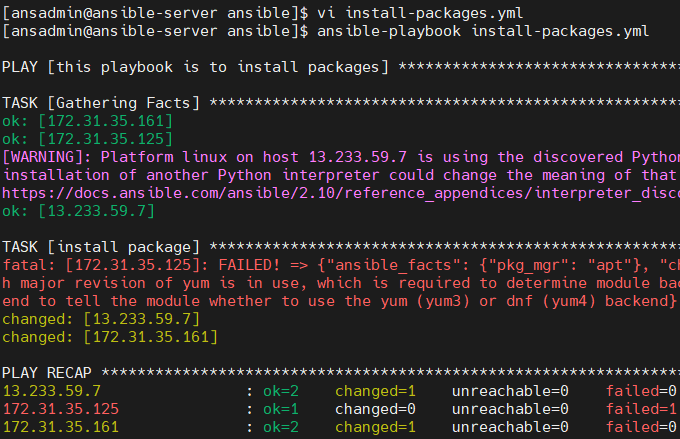 [ansadmin@ansible-server ansible]$ vi install-packages.yml
[ansadmin@ansible-server ansible]$ ansible-playbook install-packages.yml
PLAY [this playbook is to install packages] *******************************
TASK [Gathering Facts] ****************************************************
ok: [172.31.35.161]
ok: [172.31.35.125]
[WARNING]: Platform linux on host 13.233.59.7 is using the discovered Python
installation of another Python interpreter could change the meaning of that
https://docs.ansible.com/ansible/2.10/reference_appendices/interpreter_disco
ok: [13.233.59.7]
TASK [install package] ****************************************************
fatal: [172.31.35.125]: FAILED! => {"ansible_facts": {"pkg_mgr": "apt"}, "ch
h major revision of yum is in use, which is required to determine module bac
end to tell the module whether to use the yum (yum3) or dnf (yum4) backend}
changed: [13.233.59.7]
changed: [172.31.35.161]
PLAY RECAP ****************************************************************
13.233.59.7 : ok=2 changed=1 unreachable=0 failed=0
172.31.35.125 : ok=1 changed=0 unreachable=0 failed=1
172.31.35.161 : ok=2 changed=1 unreachable=0 failed=0